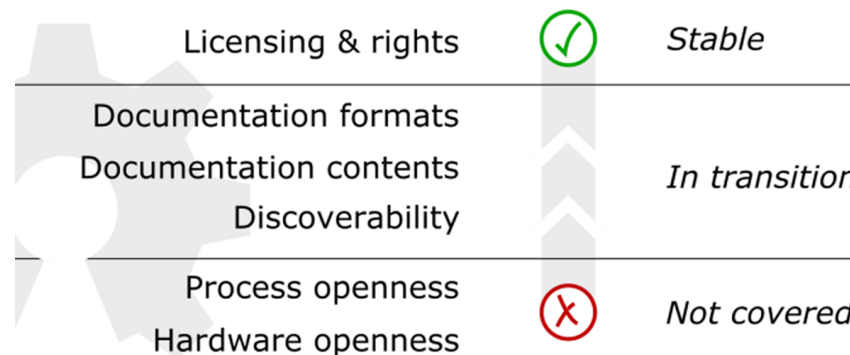 Licensing & rights Stable
Documentation formats
Documentation contents In transition
Discoverability
Process openness
Not covered
Hardware openness